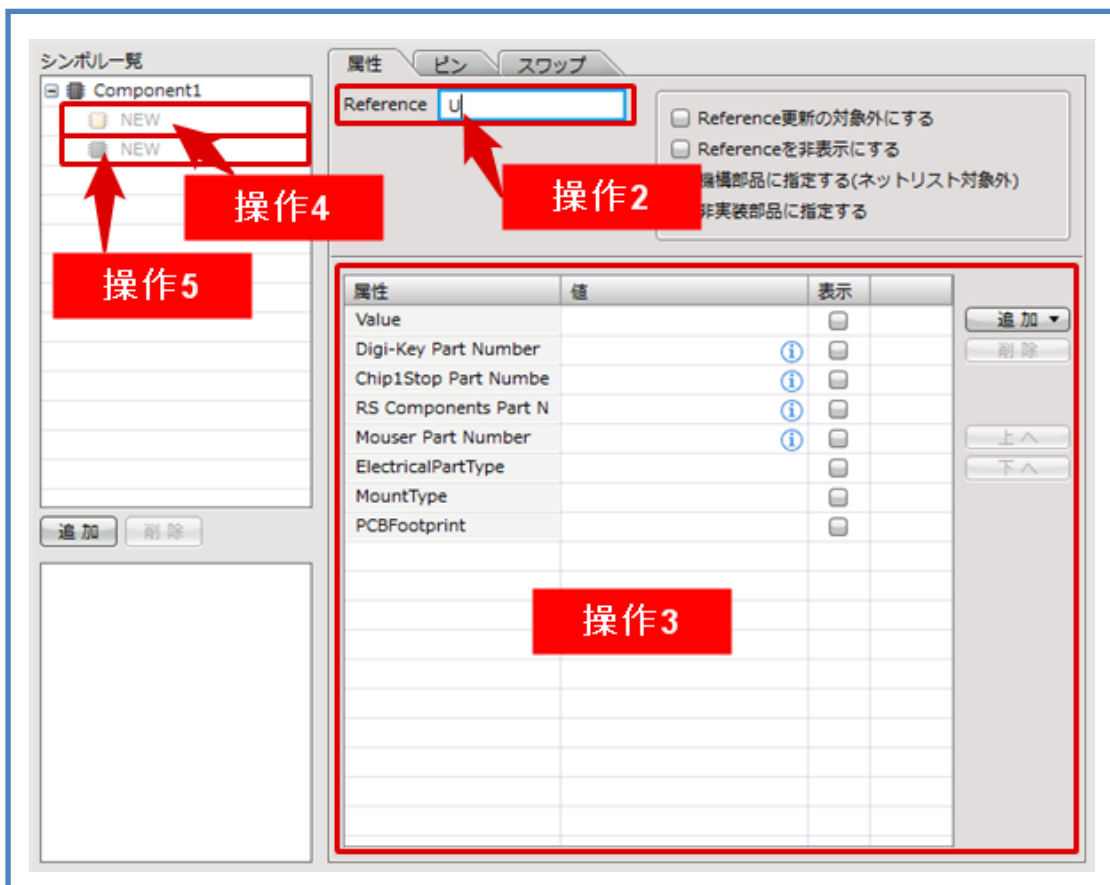 シンボル一覧
Component1
NEW
NEW
操作4
操作5
追加 削除
属性 ピン スワップ
Reference U
操作2
Reference更新の対象外にする
Referenceを非表示にする
機構部品に指定する(ネットリスト対象外)
非実装部品に指定する
属性 値 表示
Value
Digi-Key Part Number
Chip1Stop Part Numbe
RS Components Part N
Mouser Part Number
ElectricalPartType
MountType
PCBFootprint
操作3
追加
削除
上へ
下へ